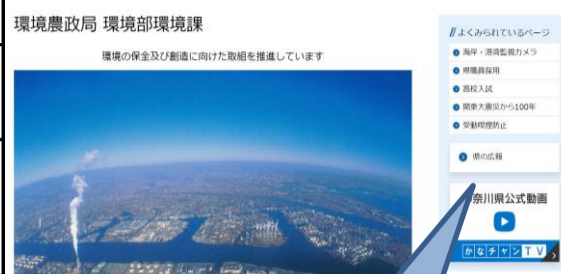 環境農政局 環境部環境課
環境の保全及び創造に向けた取組を推進しています
よくみられているページ
海岸・港湾監視カメラ
県職員採用
高校入試
関東大震災から100年
受動喫煙防止
県の広報
奈川県公式動画
かなチャンTV